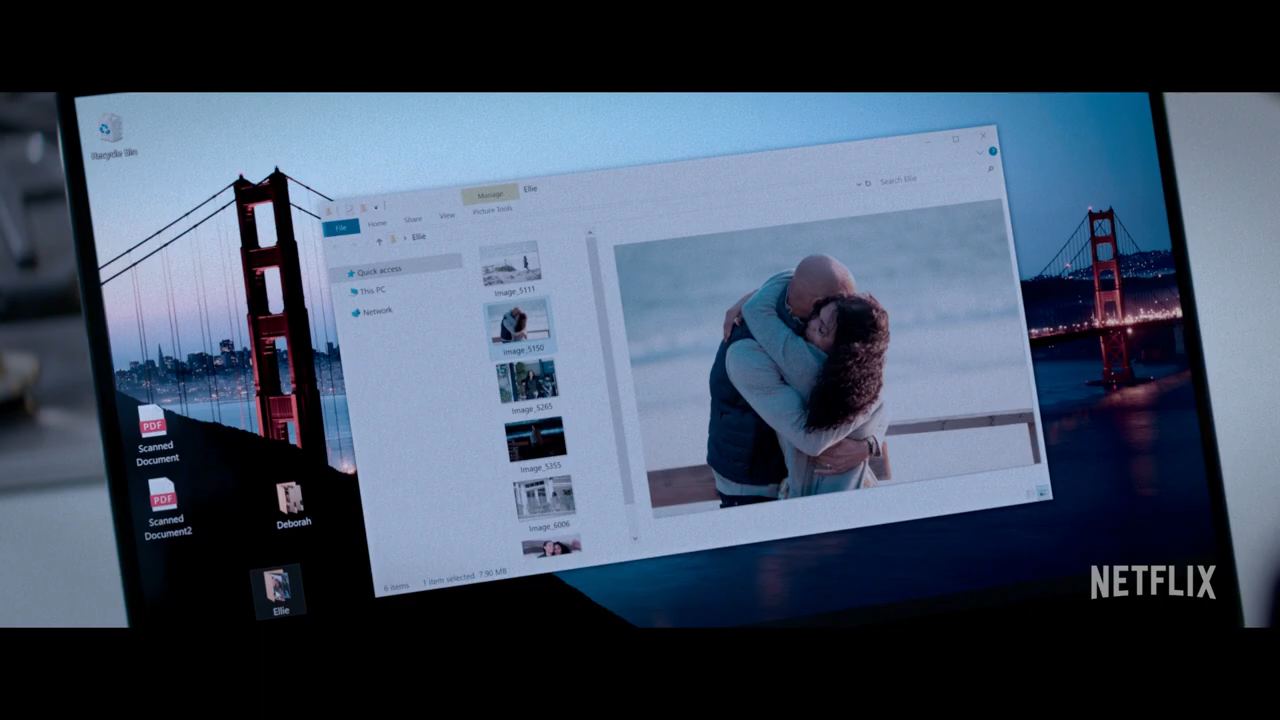 Recycle Bin
Manage
Ellie
File
Home
Share
View
Picture Tools
Search Ellie
Ellie
Quick access
This PC
Network
Image_5111
Image_5150
Image_5265
Image_5355
Image_6006
6 items
1 item selected 7.90 MB
PDF
Scanned
Document
PDF
Scanned
Document2
Deborah
Ellie
NETFLIX